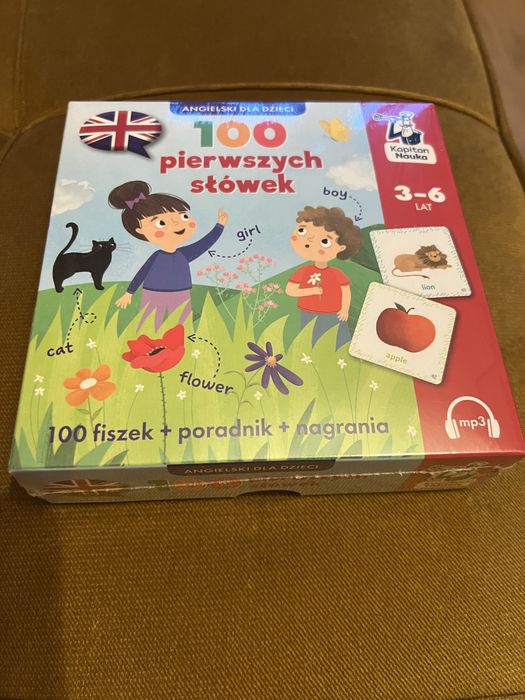 ANGIELSKI DLA DZIECI
100
pierwszych
słówek
Kapitan
Nauka
3-6
LAT
boy
girl
lion
apple
42
cat
flower
100 fiszek + poradnik + nagrania
mp3
ANGIELSKI DLA DZIECI